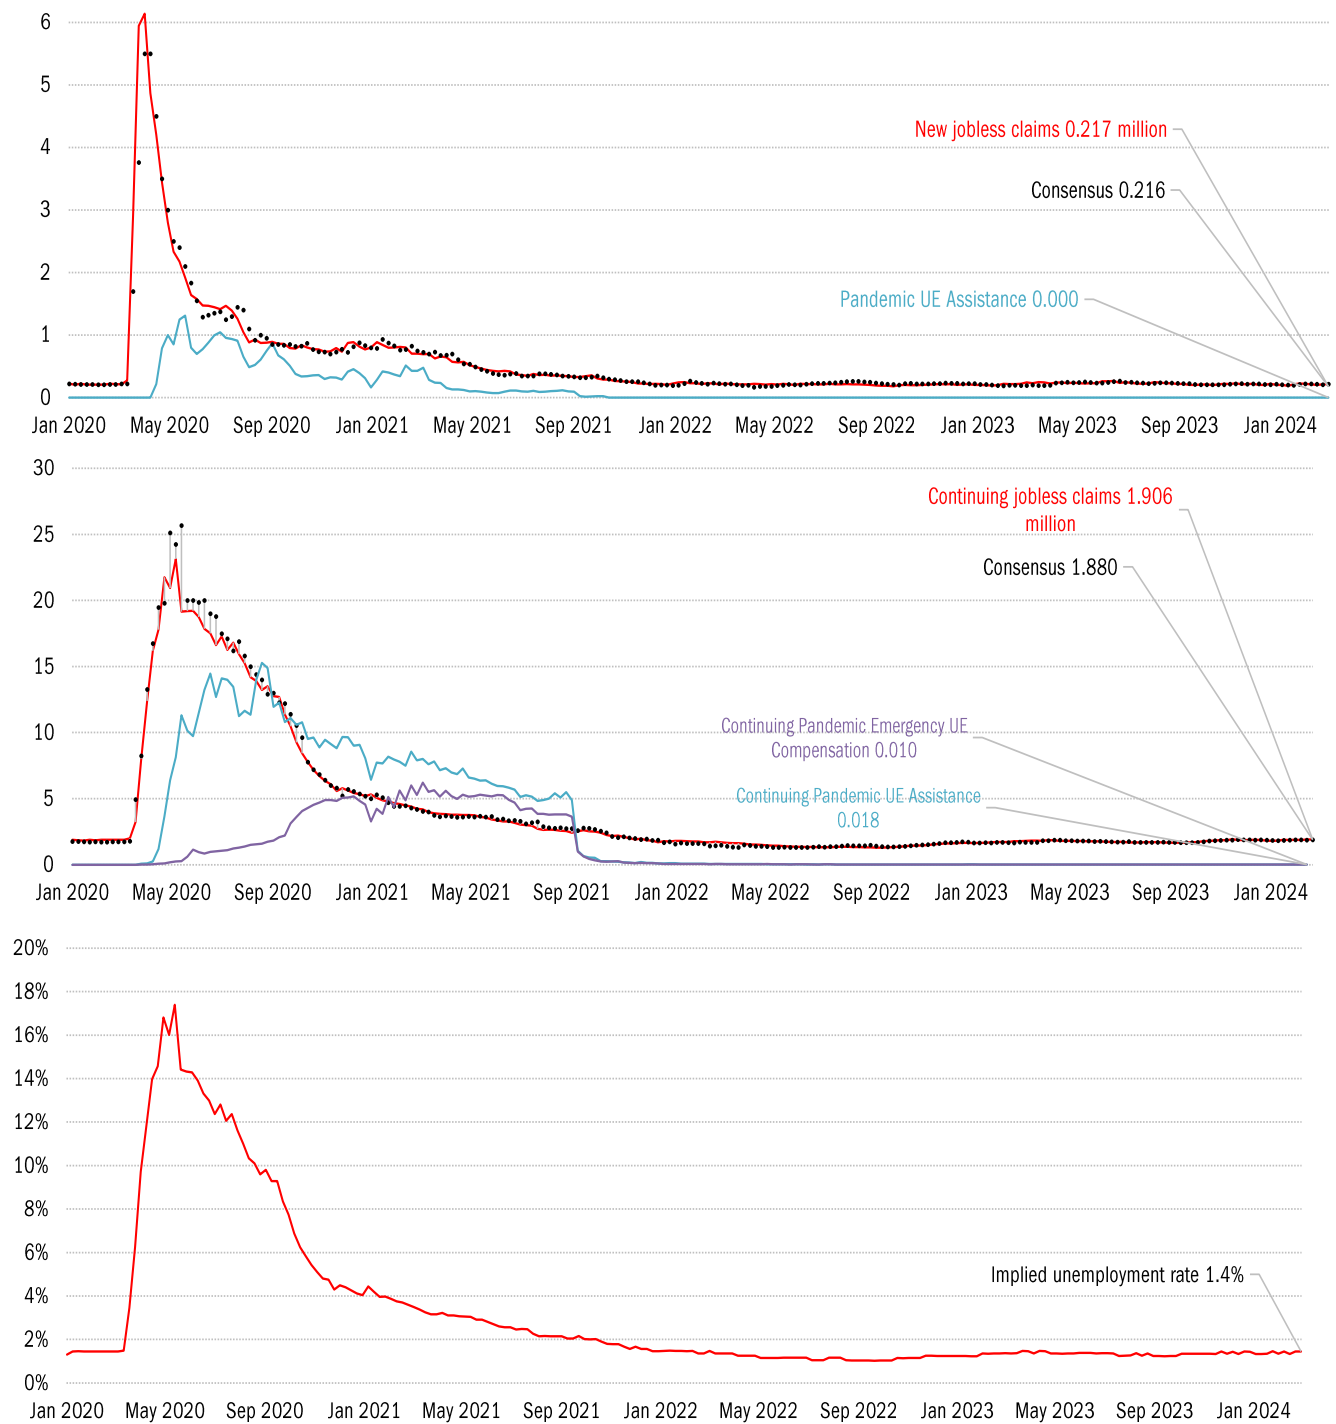 6
5
4
3
2
1
0
New jobless claims 0.217 million
Consensus 0.216
Pandemic UE Assistance 0.000
Jan 2020 May 2020 Sep 2020 Jan 2021 May 2021 Sep 2021 Jan 2022 May 2022 Sep 2022 Jan 2023 May 2023 Sep 2023 Jan 2024
30
25
20
15
10
5
0
Continuing jobless claims 1.906
million
Consensus 1.880
Continuing Pandemic Emergency UE
Compensation 0.010
Continuing Pandemic UE Assistance
0.018
Jan 2020 May 2020 Sep 2020 Jan 2021 May 2021 Sep 2021 Jan 2022 May 2022 Sep 2022 Jan 2023 May 2023 Sep 2023 Jan 2024
20%
18%
16%
14%
12%
10%
8%
6%
4%
2%
0%
Implied unemployment rate 1.4%
Jan 2020 May 2020 Sep 2020 Jan 2021 May 2021 Sep 2021 Jan 2022 May 2022 Sep 2022 Jan 2023 May 2023 Sep 2023 Jan 2024